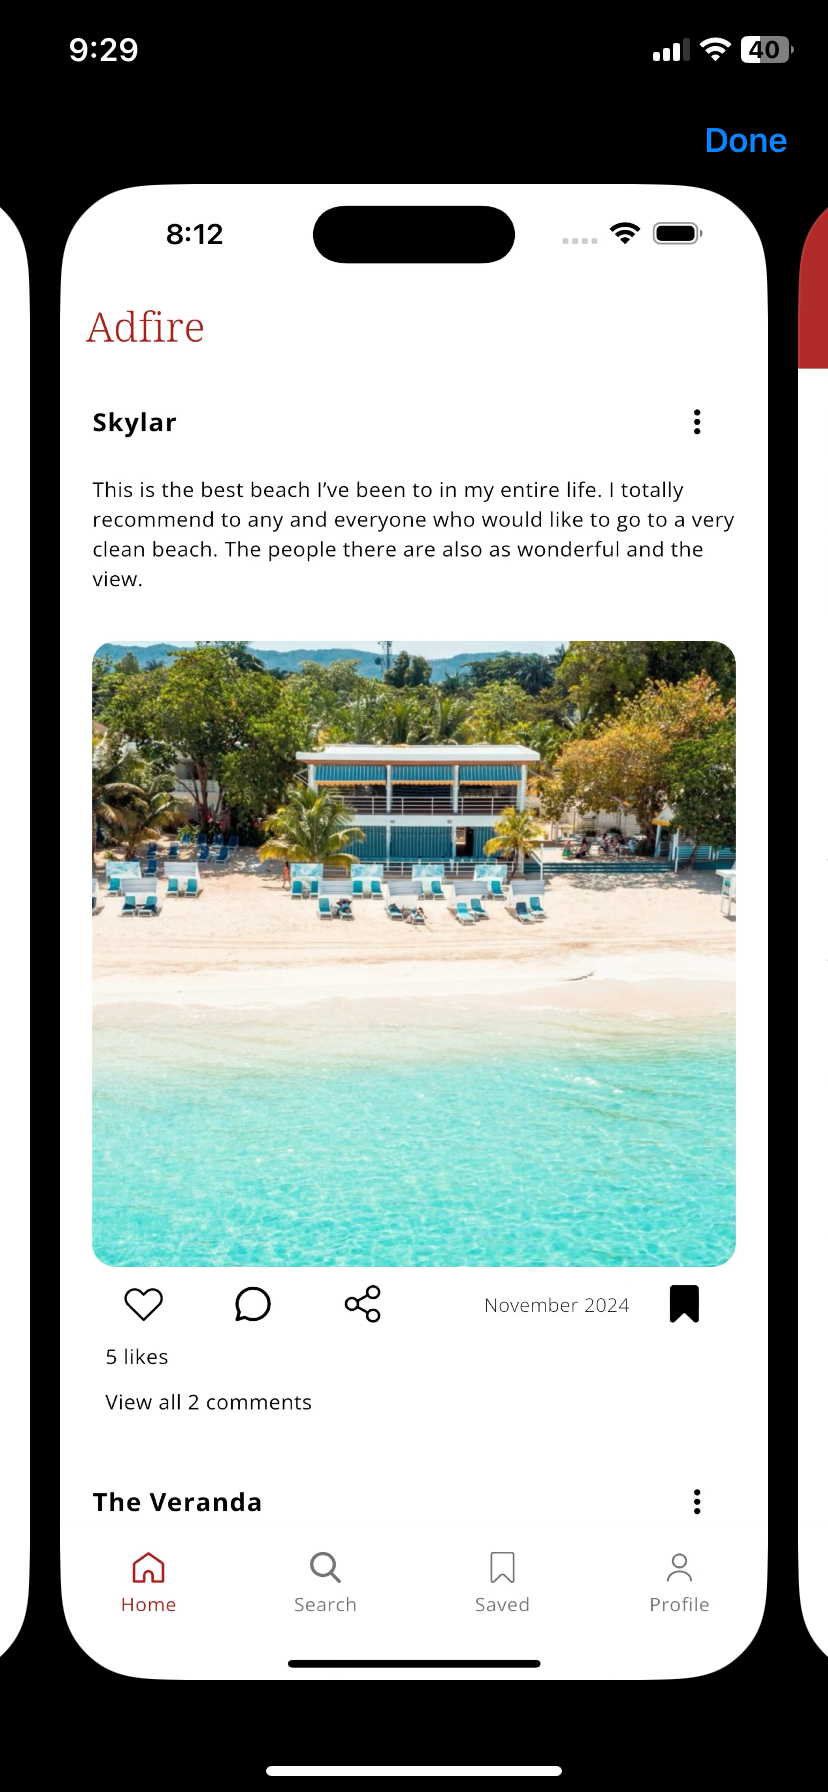 9:29
40
Done
8:12
Adfire
Skylar
This is the best beach I’ve been to in my entire life. I totally
recommend to any and everyone who would like to go to a very
clean beach. The people there are also as wonderful and the
view.
November 2024
5 likes
View all 2 comments
The Veranda
Home
Search
Saved
Profile